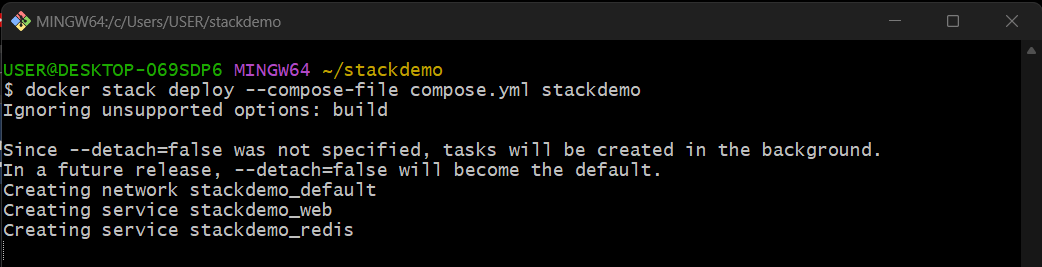 MINGW64:/c/Users/USER/stackdemo
USER@DESKTOP-069SDP6 MINGW64 ~/stackdemo
$ docker stack deploy --compose-file compose.yml stackdemo
Ignoring unsupported options: build
Since --detach=false was not specified, tasks will be created in the background.
In a future release, --detach=false will become the default.
Creating network stackdemo_default
Creating service stackdemo_web
Creating service stackdemo_redis